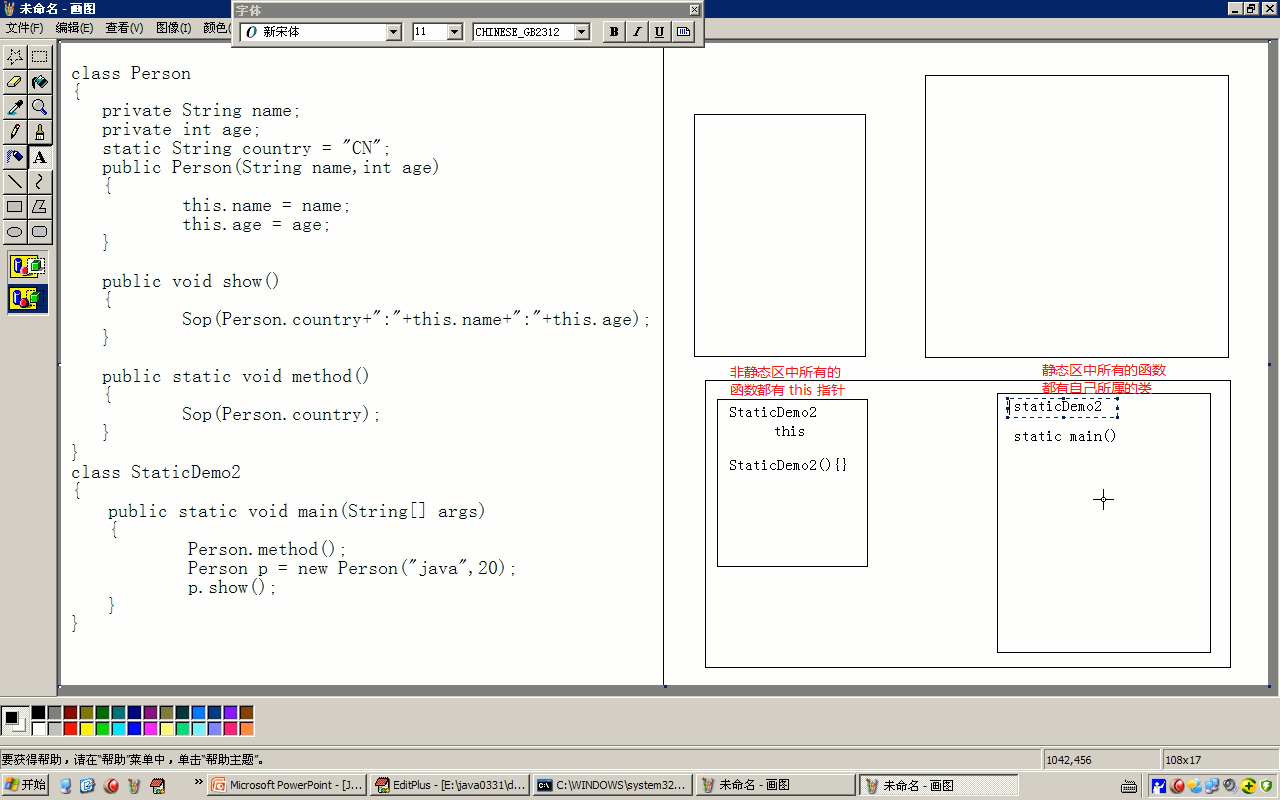 未命名 - 画图
字体
文件(F) 编辑(E) 查看(V) 图像(I) 颜色(
新宋体 11 CHINESE_GB2312 B I U
class Person
{
private String name;
private int age;
static String country = "CN";
public Person(String name,int age)
{
this.name = name;
this.age = age;
}
public void show()
{
Sop(Person.country+":"+this.name+":"+this.age);
}
public static void method()
{
Sop(Person.country);
}
}
class StaticDemo2
{
public static void main(String[] args)
{
Person.method();
Person p = new Person("java",20);
p.show();
}
}
非静态区中所有的
函数都有 this 指针
StaticDemo2
this
StaticDemo2(){}
静态区中所有的函数
都有自己所属的类
staticDemo2
static main()
要获得帮助，请在“帮助”菜单中，单击“帮助主题”。
1042,456
108x17
开始
Microsoft PowerPoint - [J...
EditPlus - [E:\java0331\d...
C:\WINDOWS\system32...
未命名 - 画图
未命名 - 画图